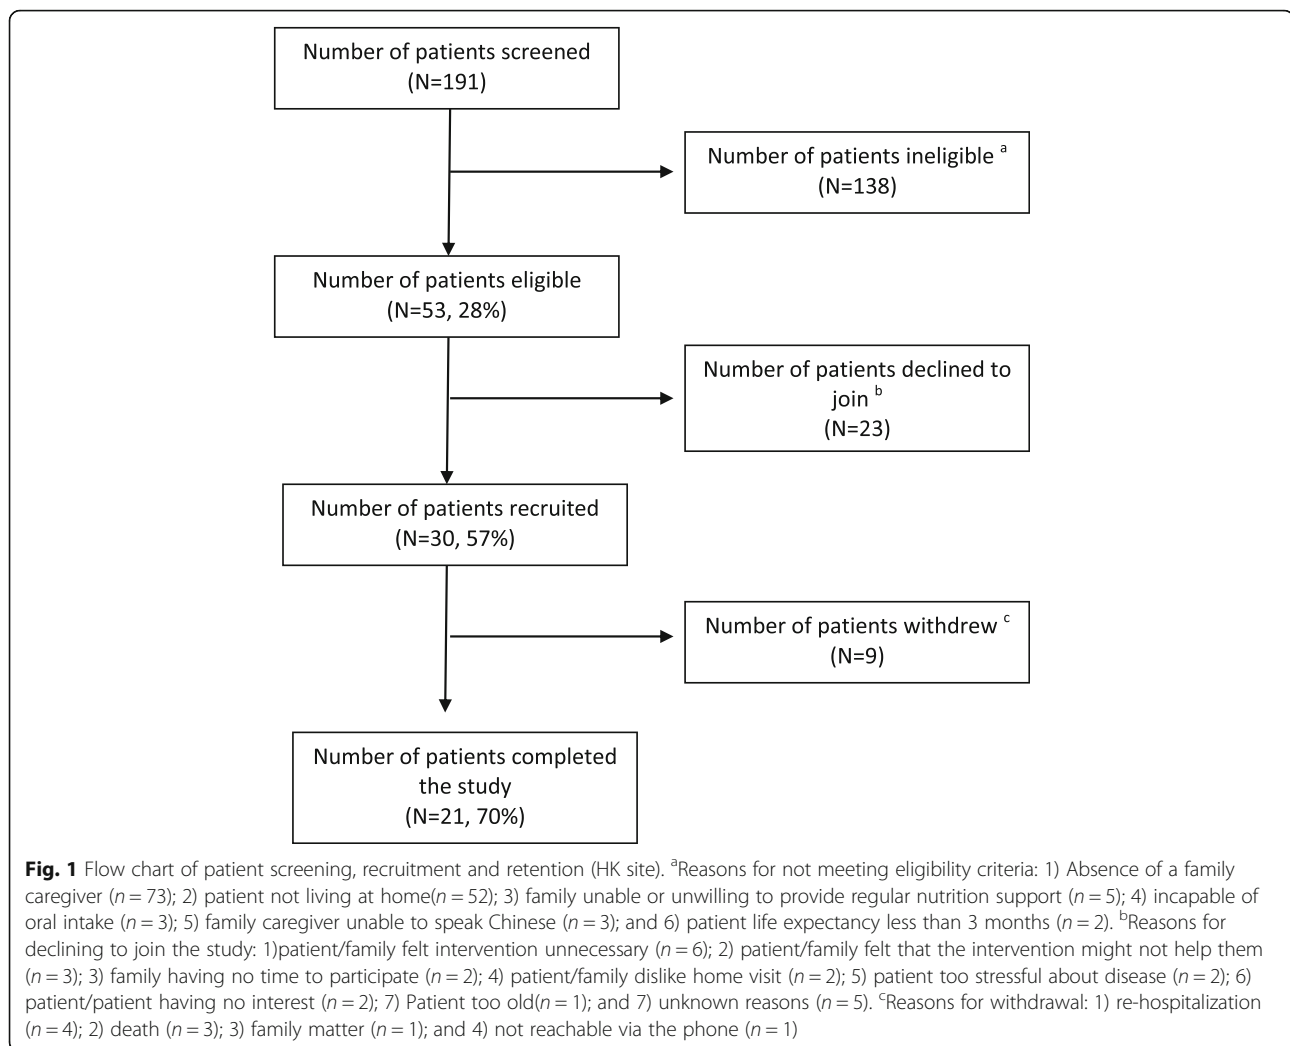 Number of patients screened
(N=191)
Number of patients ineligible a
(N=138)
Number of patients eligible
(N=53, 28%)
Number of patients declined to
join b
(N=23)
Number of patients recruited
(N=30, 57%)
Number of patients withdrew c
(N=9)
Number of patients completed
the study
(N=21, 70%)
Fig. 1 Flow chart of patient screening, recruitment and retention (HK site). aReasons for not meeting eligibility criteria: 1) Absence of a family
caregiver (n = 73); 2) patient not living at home(n = 52); 3) family unable or unwilling to provide regular nutrition support (n = 5); 4) incapable of
oral intake (n = 3); 5) family caregiver unable to speak Chinese (n = 3); and 6) patient life expectancy less than 3 months (n = 2). bReasons for
declining to join the study: 1)patient/family felt intervention unnecessary (n = 6); 2) patient/family felt that the intervention might not help them
(n = 3); 3) family having no time to participate (n = 2); 4) patient/family dislike home visit (n = 2); 5) patient too stressful about disease (n = 2); 6)
patient/patient having no interest (n = 2); 7) Patient too old(n = 1); and 7) unknown reasons (n = 5). cReasons for withdrawal: 1) re-hospitalization
(n = 4); 2) death (n = 3); 3) family matter (n = 1); and 4) not reachable via the phone (n = 1)